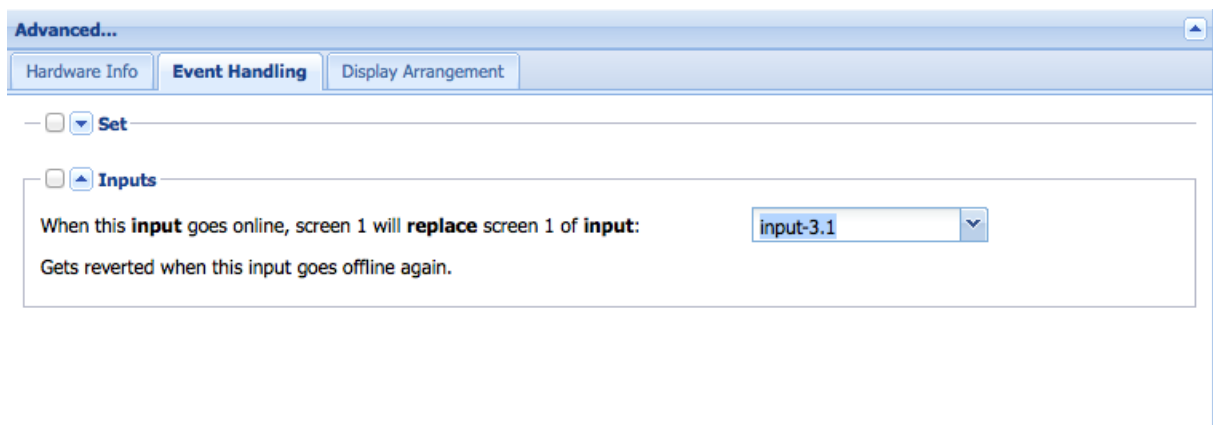 Advanced...
Hardware Info Event Handling Display Arrangement
Set
Inputs
When this input goes online, screen 1 will replace screen 1 of input: input-3.1
Gets reverted when this input goes offline again.